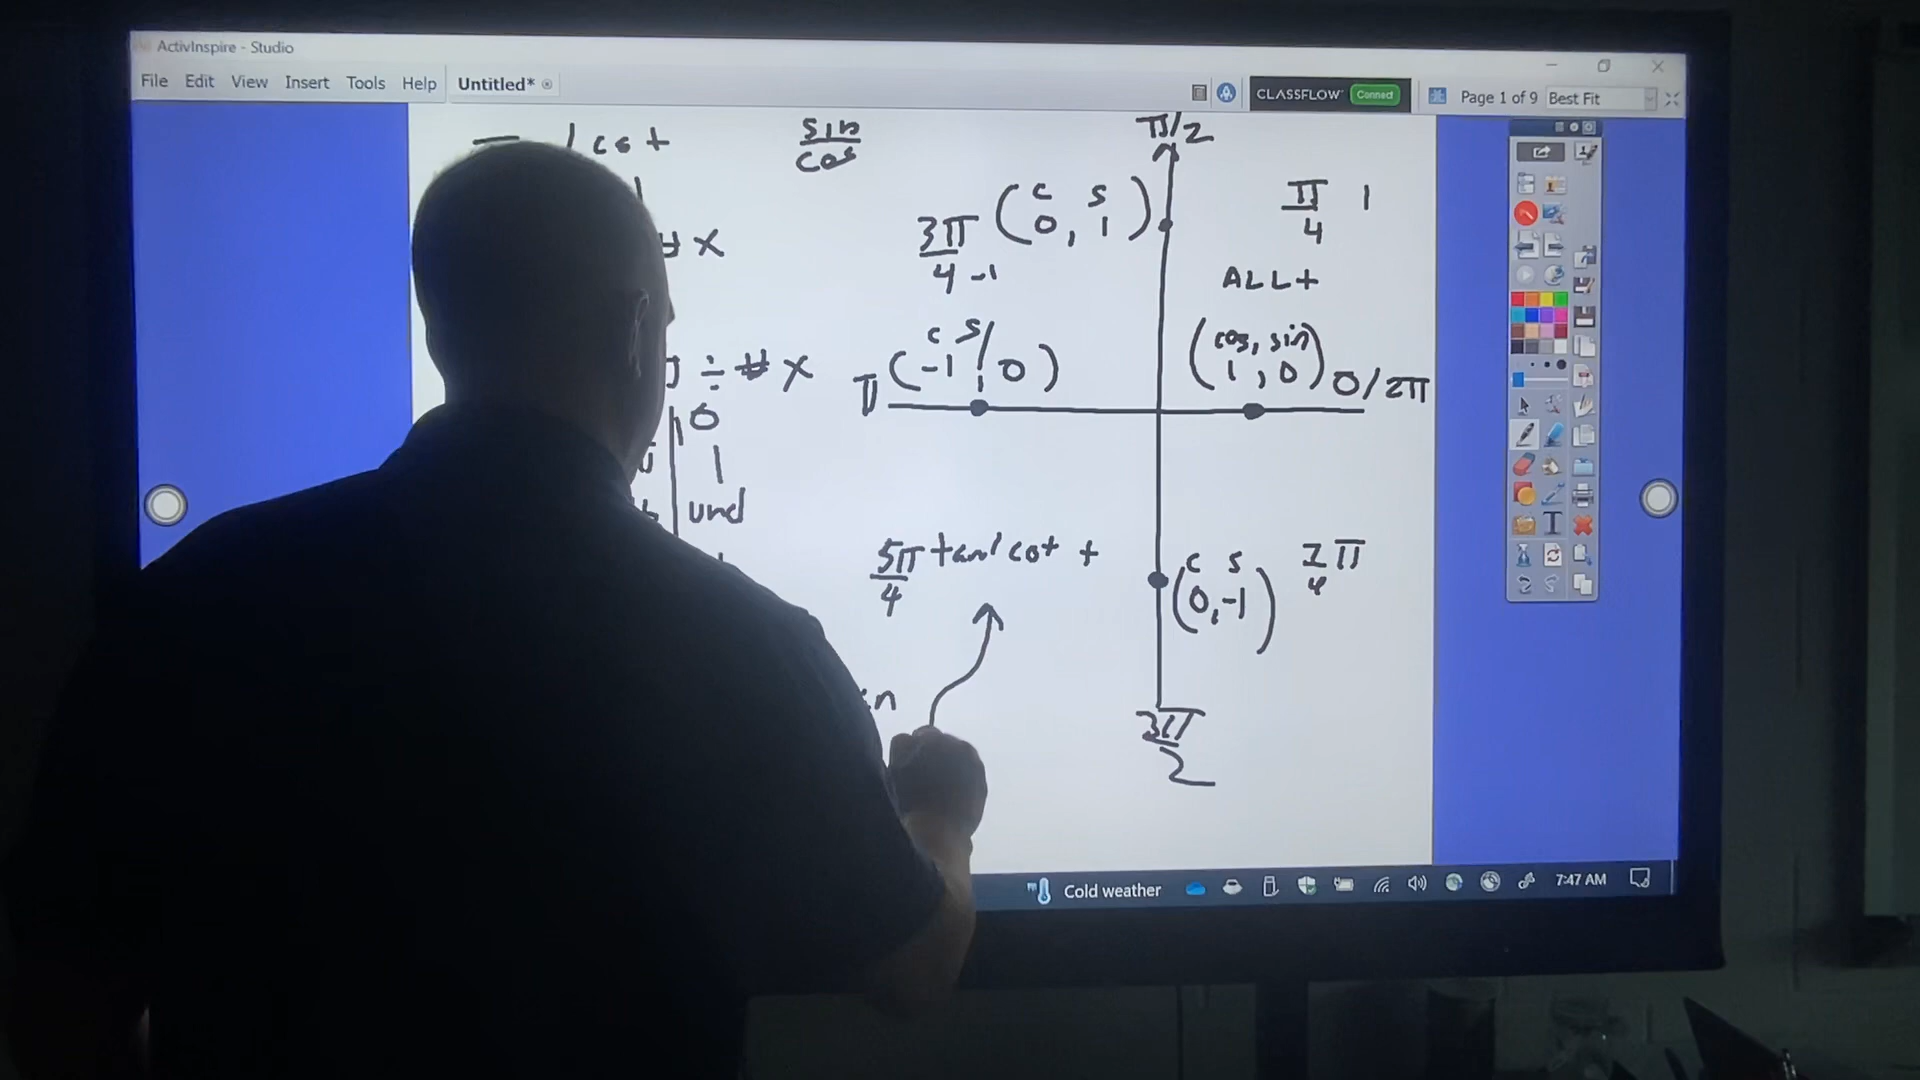 ActivInspire - Studio
File Edit View Insert Tools Help Untitled*
CLASSFLOW Connect
Page 1 of 9 Best Fit
cot
sin
cos
π/2
c s
(0, 1)
3π
4 -1
π 1
4
# X
ALL+
c s
(-1, 0)
π
(cos, sin)
1, 0
0/2π
÷ # X
0
1
und
5π tan/cot +
4
c s
(0, -1)
7π
4
in
3π
2
Cold weather
7:47 AM